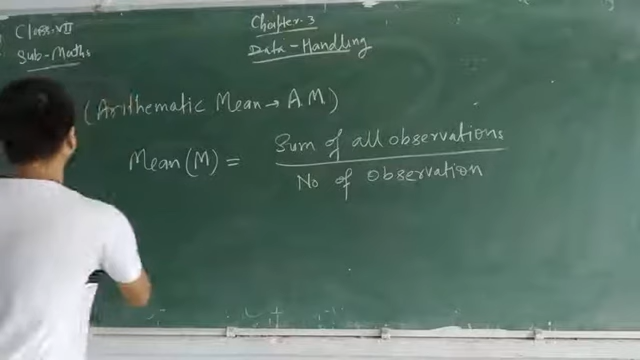 Class-VII
Sub-Maths
Chapter-3
Data-Handling
(Arithematic Mean → A.M)
Mean(M) = Sum of all observations
No of observation